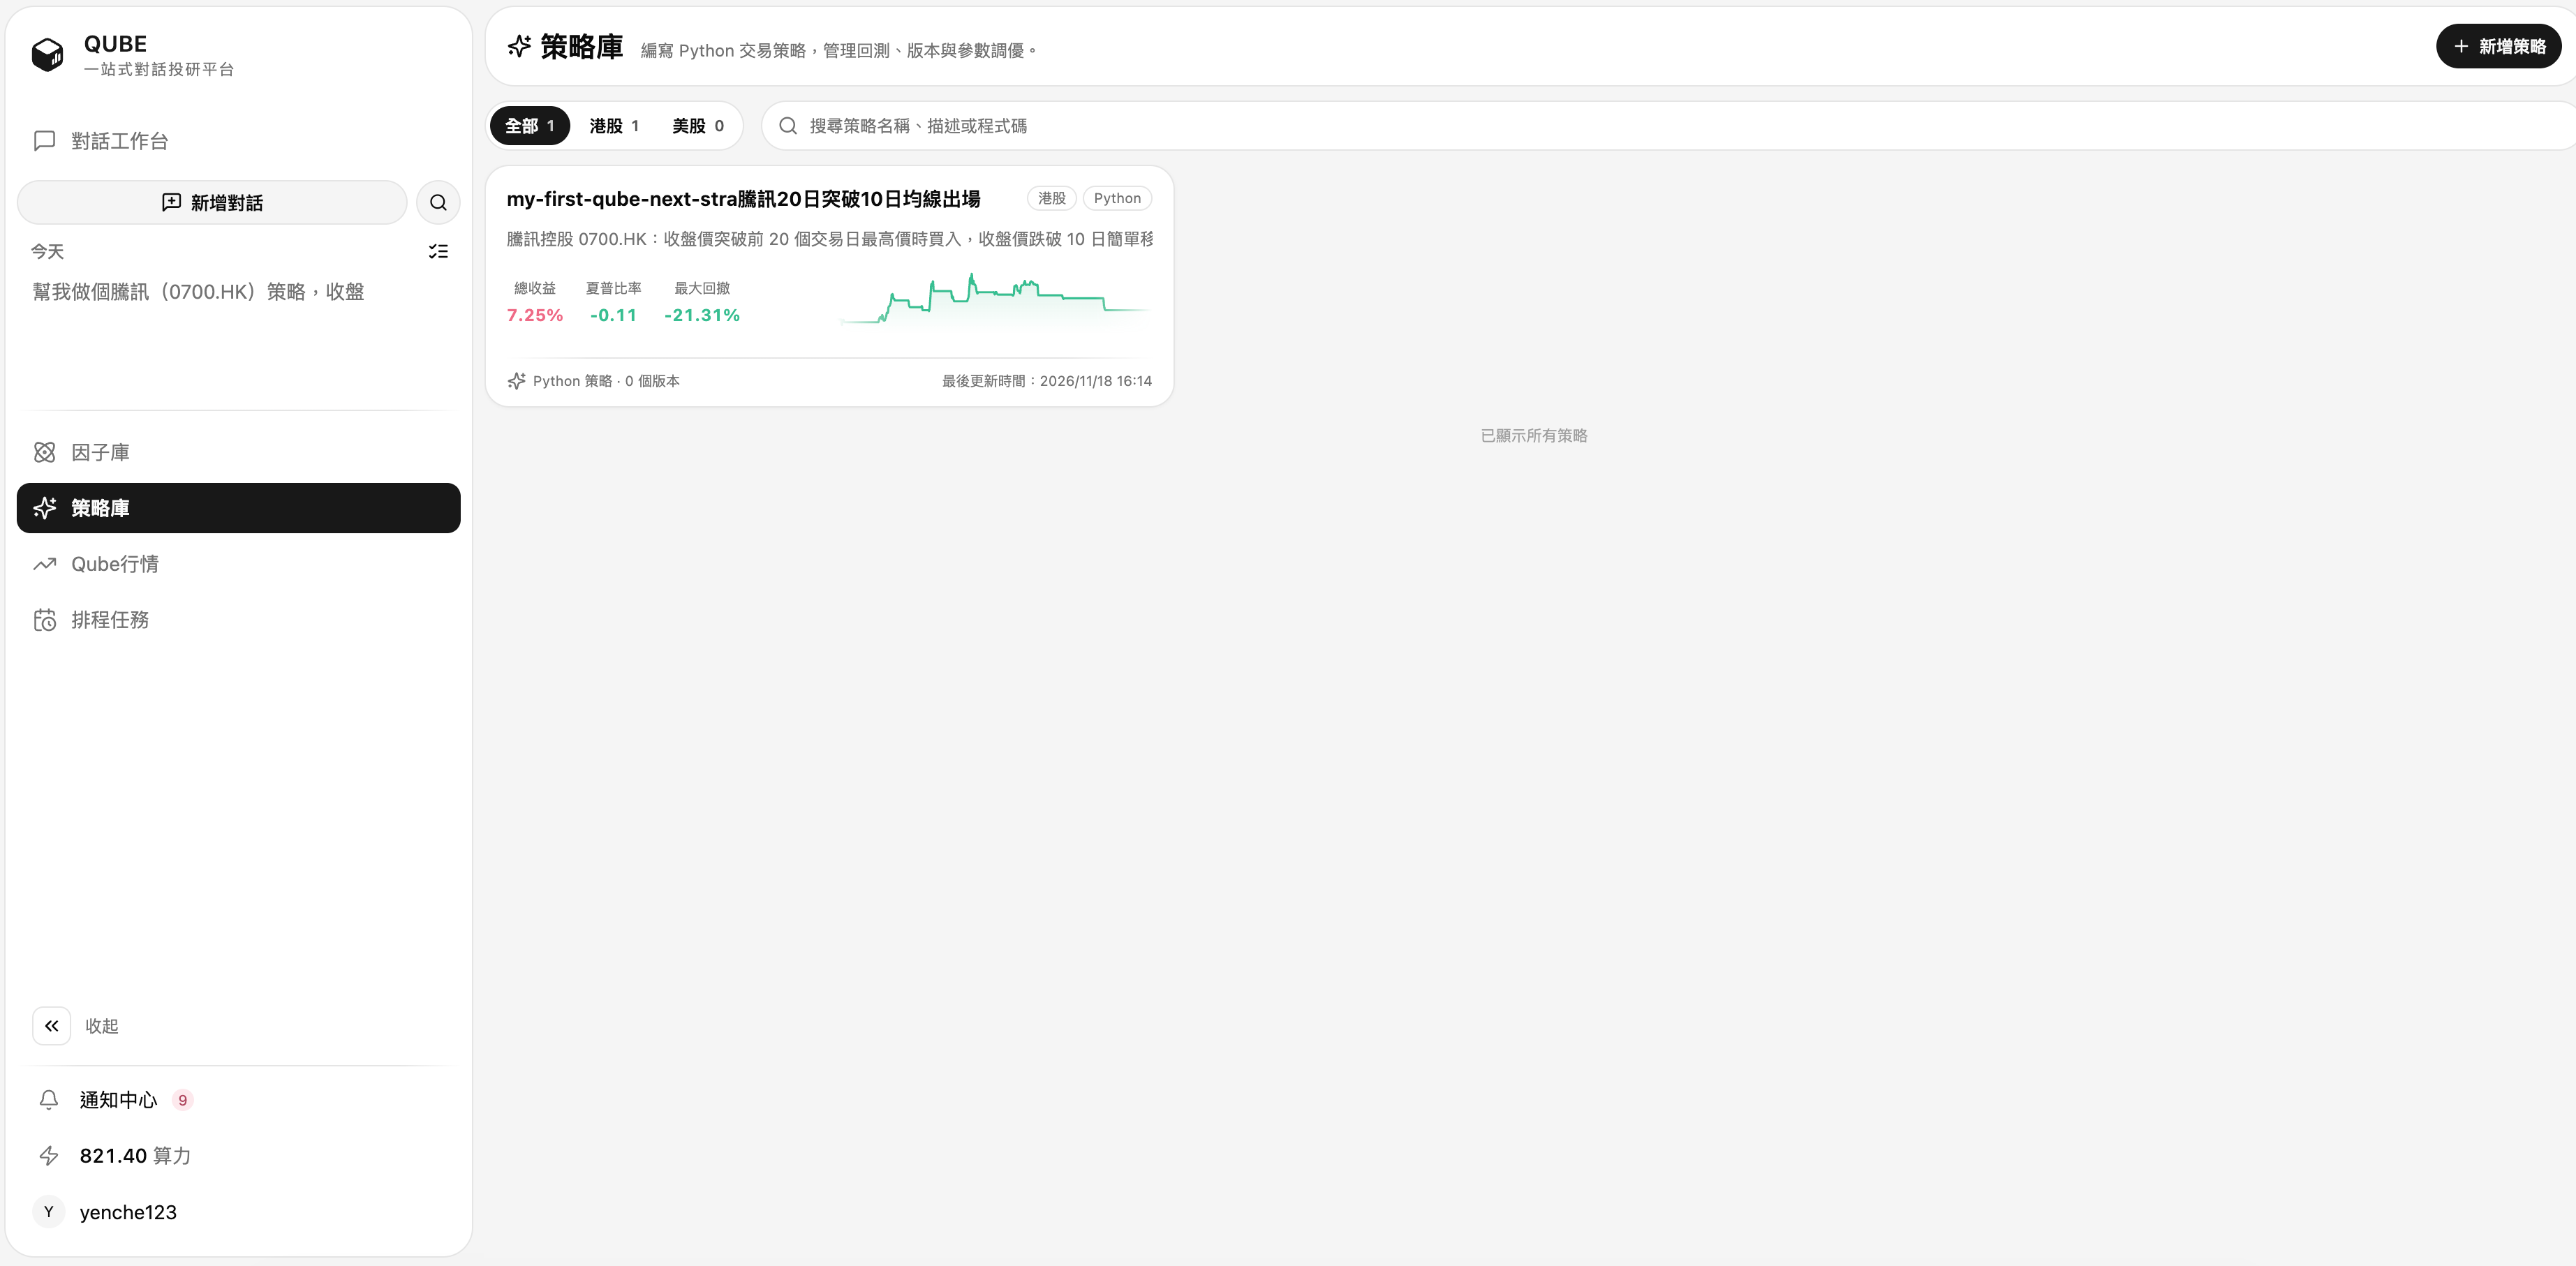 QUBE
一站式對話投研平台
對話工作台
新增對話
今天
幫我做個騰訊（0700.HK）策略，收盤
因子庫
策略庫
Qube行情
排程任務
收起
通知中心 9
821.40 算力
Y yenche123
策略庫 編寫 Python 交易策略，管理回測、版本與參數調優。
新增策略
全部 1 港股 1 美股 0
搜尋策略名稱、描述或程式碼
my-first-qube-next-stra騰訊20日突破10日均線出場 港股 Python
騰訊控股 0700.HK：收盤價突破前 20 個交易日最高價時買入，收盤價跌破 10 日簡單移
總收益 夏普比率 最大回撤
7.25% -0.11 -21.31%
Python 策略 · 0 個版本 最後更新時間：2026/11/18 16:14
已顯示所有策略